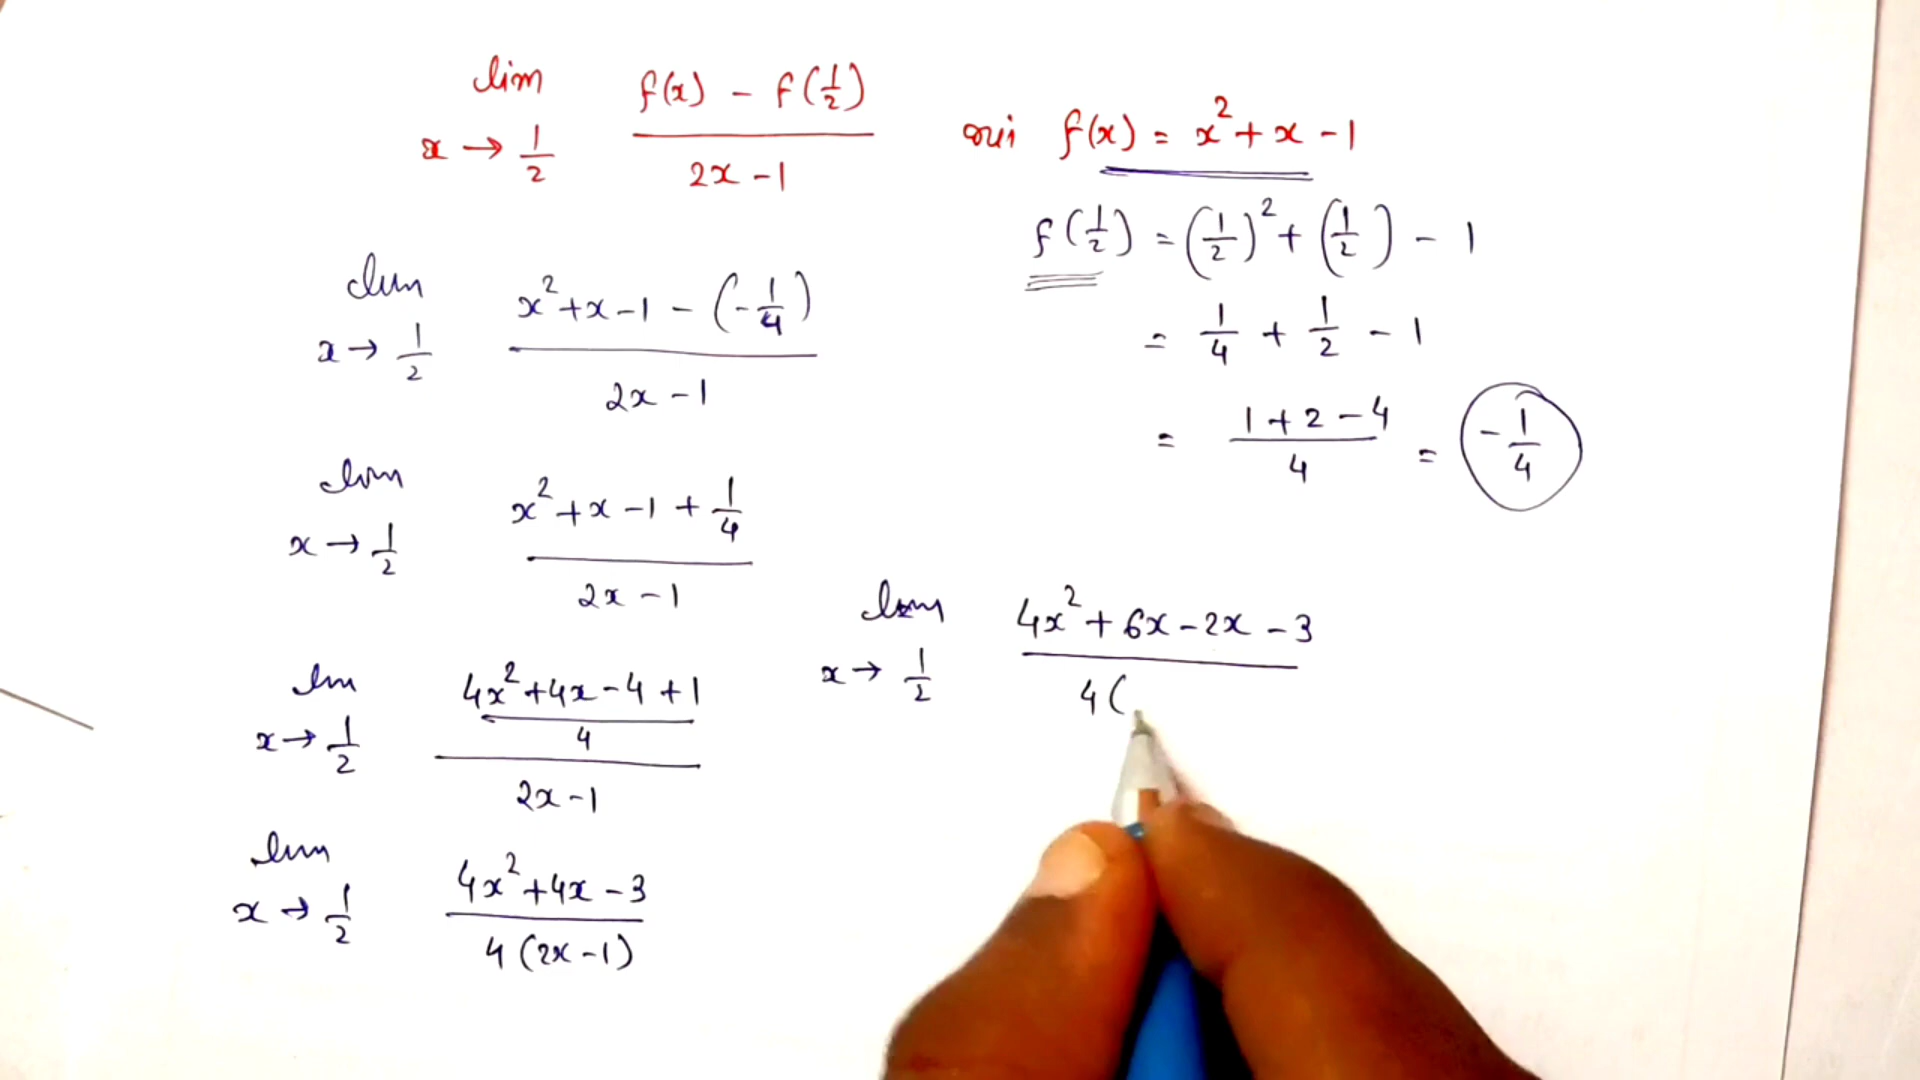 lim x → 1/2 (f(x) - f(1/2)) / (2x - 1)
f(x) = x² + x - 1
f(1/2) = (1/2)² + (1/2) - 1
= 1/4 + 1/2 - 1
= (1 + 2 - 4) / 4 = -1/4
lim x → 1/2 (x² + x - 1 - (-1/4)) / (2x - 1)
lim x → 1/2 (x² + x - 1 + 1/4) / (2x - 1)
lim x → 1/2 ((4x² + 4x - 4 + 1) / 4) / (2x - 1)
lim x → 1/2 (4x² + 4x - 3) / (4(2x - 1))
lim x → 1/2 (4x² + 6x - 2x - 3) / 4(